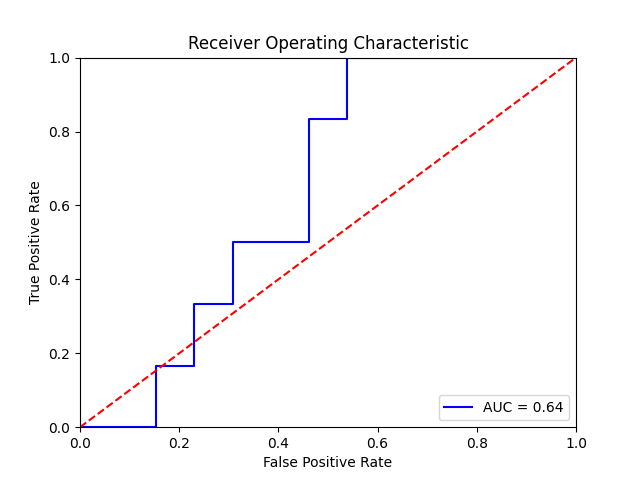 Receiver Operating Characteristic
True Positive Rate
1.0
0.8
0.6
0.4
0.2
0.0
AUC = 0.64
0.0 0.2 0.4 0.6 0.8 1.0
False Positive Rate